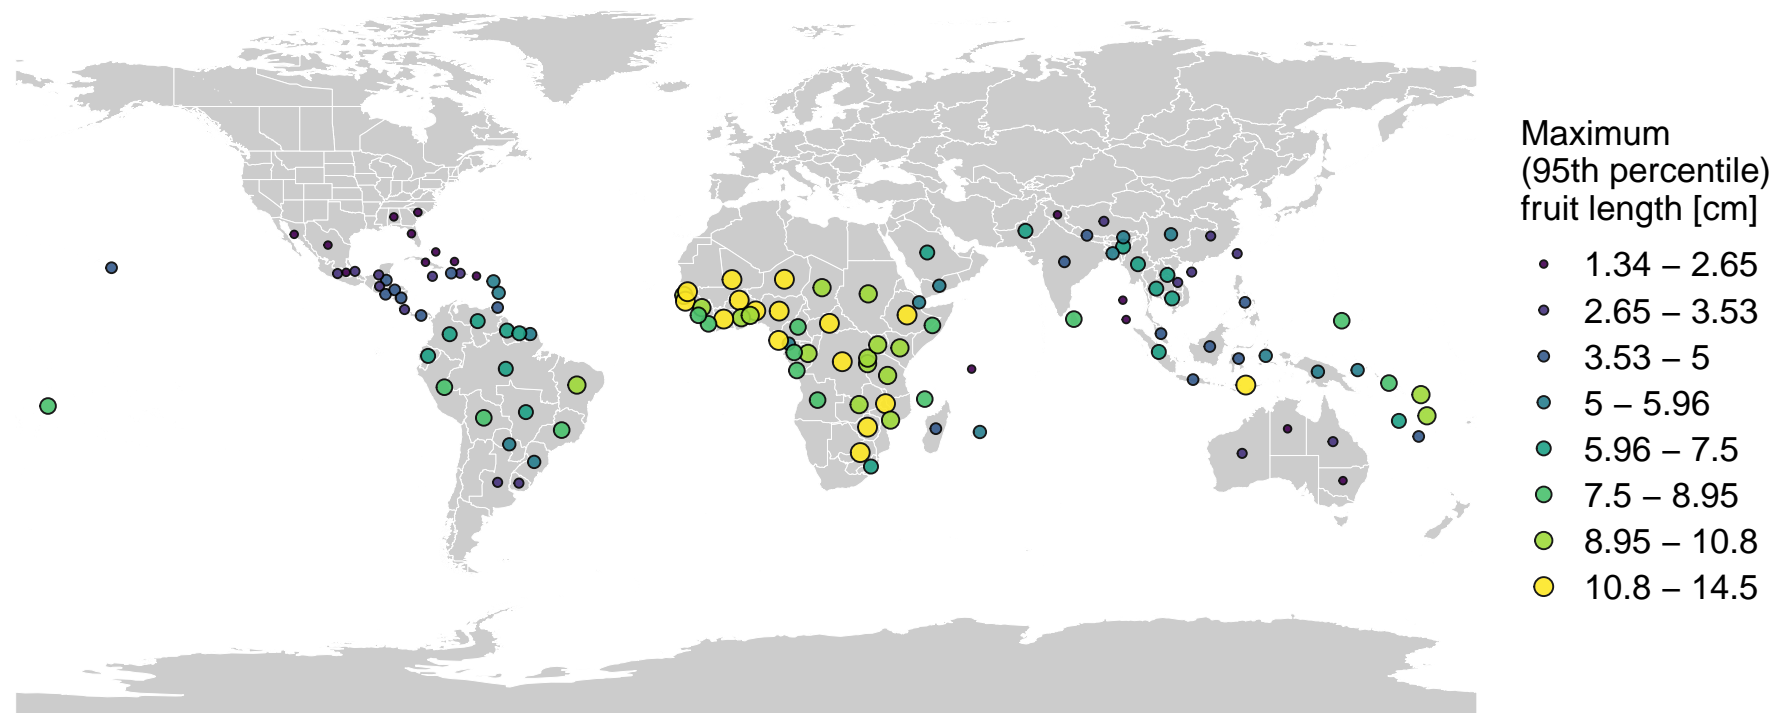 Maximum
(95th percentile)
fruit length [cm]
1.34 – 2.65
2.65 – 3.53
3.53 – 5
5 – 5.96
5.96 – 7.5
7.5 – 8.95
8.95 – 10.8
10.8 – 14.5